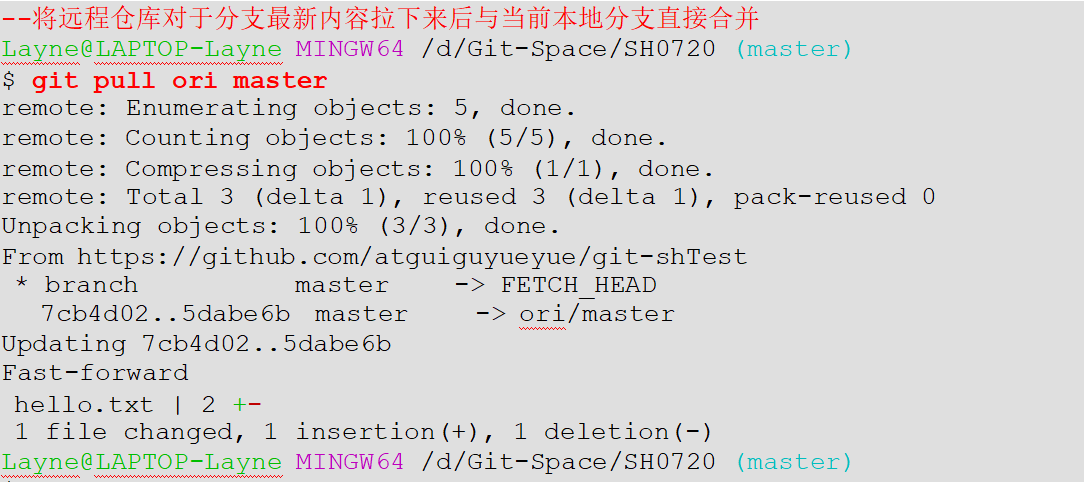 --将远程仓库对于分支最新内容拉下来后与当前本地分支直接合并
Layne@LAPTOP-Layne MINGW64 /d/Git-Space/SH0720 (master)
$ git pull ori master
remote: Enumerating objects: 5, done.
remote: Counting objects: 100% (5/5), done.
remote: Compressing objects: 100% (1/1), done.
remote: Total 3 (delta 1), reused 3 (delta 1), pack-reused 0
Unpacking objects: 100% (3/3), done.
From https://github.com/atguiguyueyue/git-shTest
 * branch            master     -> FETCH_HEAD
   7cb4d02..5dabe6b  master     -> ori/master
Updating 7cb4d02..5dabe6b
Fast-forward
 hello.txt | 2 +-
 1 file changed, 1 insertion(+), 1 deletion(-)
Layne@LAPTOP-Layne MINGW64 /d/Git-Space/SH0720 (master)